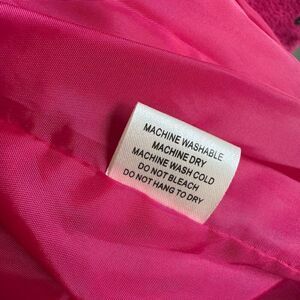 MACHINE WASHABLE
MACHINE DRY
MACHINE WASH COLD
DO NOT BLEACH
DO NOT HANG TO DRY